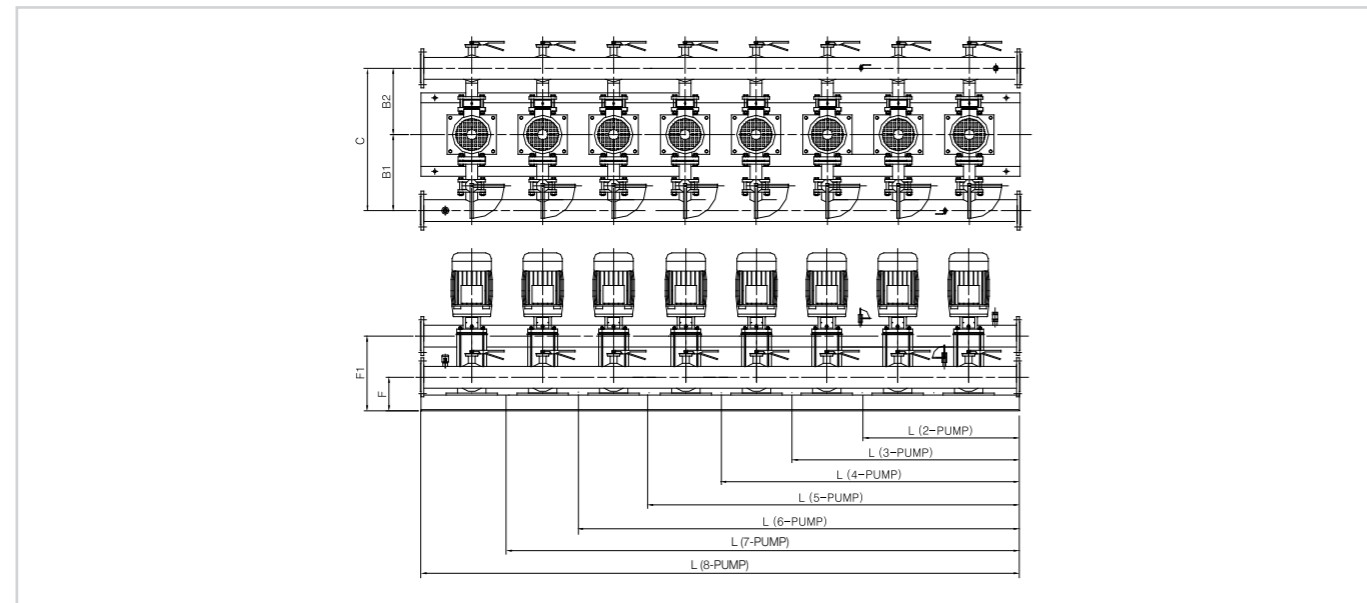 B2
C
B1
F1
F
L (2-PUMP)
L (3-PUMP)
L (4-PUMP)
L (5-PUMP)
L (6-PUMP)
L (7-PUMP)
L (8-PUMP)